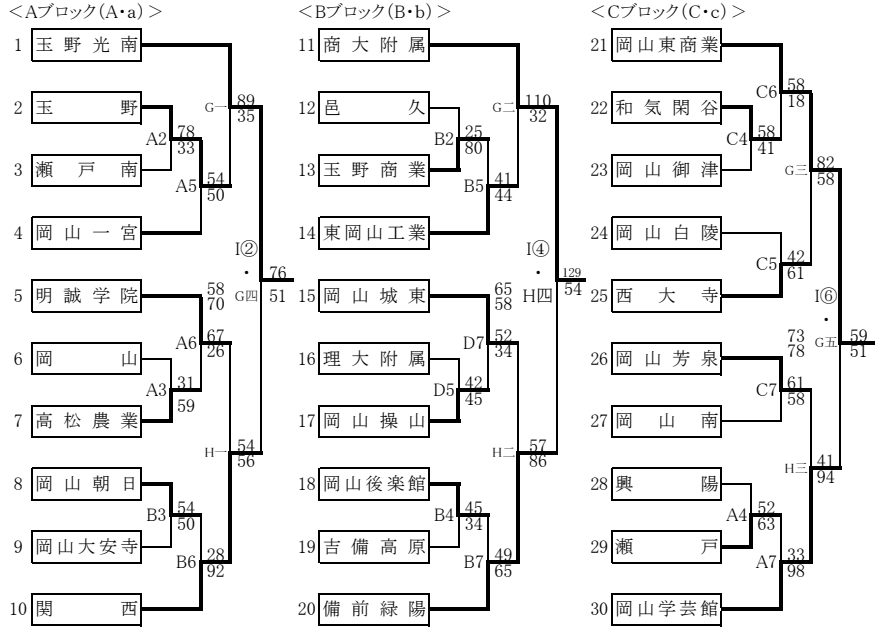 ＜Aブロック(A・a)＞
1 玉野光南
G一 89 35
2 玉野
A2 78 33
3 瀬戸南
A5 54 50
4 岡山一宮
I②・G四 76 51
5 明誠学院
58 70
A6 67 26
6 岡山
A3 31 59
7 高松農業
H一 54 56
8 岡山朝日
B3 54 50
9 岡山大安寺
B6 28 92
10 関西
＜Bブロック(B・b)＞
11 商大附属
G二 110 32
12 邑久
B2 25 80
13 玉野商業
B5 41 44
14 東岡山工業
I④・H四 129 54
15 岡山城東
65 58
D7 52 34
16 理大附属
D5 42 45
17 岡山操山
H二 57 86
18 岡山後楽館
B4 45 34
19 吉備高原
B7 49 65
20 備前緑陽
＜Cブロック(C・c)＞
21 岡山東商業
C6 58 18
22 和気閑谷
C4 58 41
23 岡山御津
G三 82 58
24 岡山白陵
C5 42 61
25 西大寺
I⑥・G五 59 51
73 78
26 岡山芳泉
C7 61 58
27 岡山南
H三 41 94
28 興陽
A4 52 63
29 瀬戸
A7 33 98
30 岡山学芸館